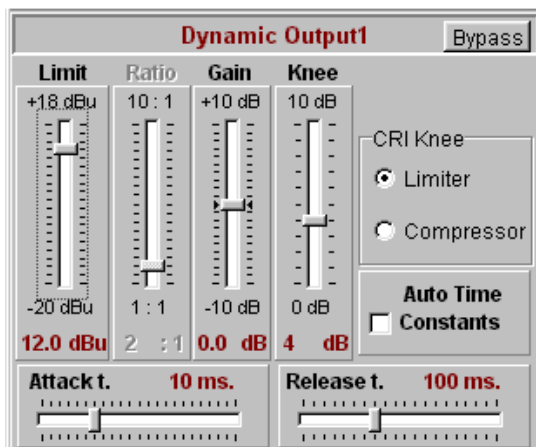 Dynamic Output1
Bypass
Limit Ratio Gain Knee
+18 dBu 10 : 1 +10 dB 10 dB
CRI Knee
Limiter
Compressor
-20 dBu 1 : 1 -10 dB 0 dB
12.0 dBu 2 : 1 0.0 dB 4 dB
Auto Time
Constants
Attack t. 10 ms.
Release t. 100 ms.